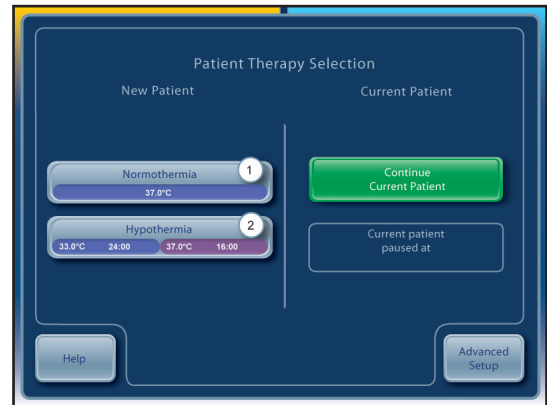 Patient Therapy Selection
New Patient
Current Patient
Normothermia
1
37.0°C
Hypothermia
2
33.0°C 24:00 37.0°C 16:00
Continue
Current Patient
Current patient
paused at
Help
Advanced
Setup